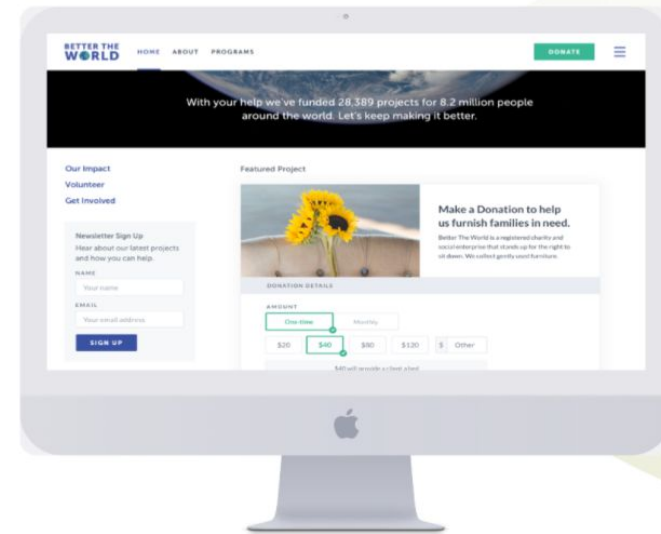 BETTER THE
WORLD
HOME ABOUT PROGRAMS
DONATE
With your help we've funded 28,389 projects for 8.2 million people
around the world. Let's keep making it better.
Our Impact
Volunteer
Get Involved
Newsletter Sign Up
Hear about our latest projects
and how you can help.
NAME
Your name
EMAIL
Your email address
SIGN UP
Featured Project
Make a Donation to help
us furnish families in need.
Better The World is a registered charity and
social enterprise that stands up for the right to
sit down. We collect gently used furniture.
DONATION DETAILS
AMOUNT
One-time Monthly
$20 $40 $80 $120 $ Other
will provide a client a bed